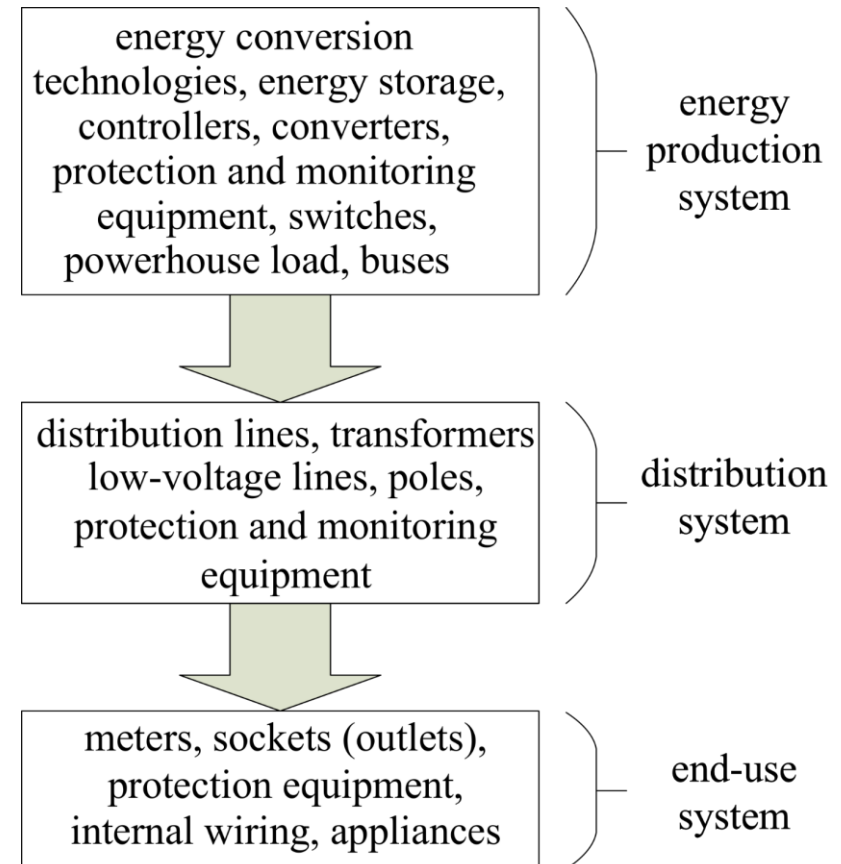 energy conversion
technologies, energy storage,
controllers, converters,
protection and monitoring
equipment, switches,
powerhouse load, buses
energy
production
system
distribution lines, transformers
low-voltage lines, poles,
protection and monitoring
equipment
distribution
system
meters, sockets (outlets),
protection equipment,
internal wiring, appliances
end-use
system